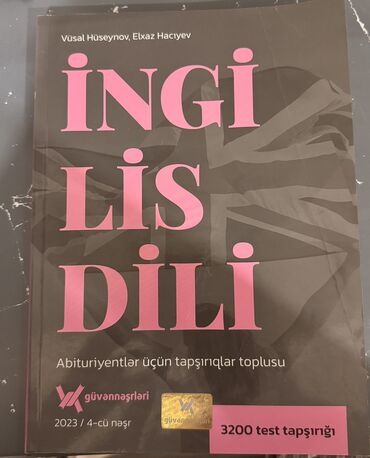 Vüsal Hüseynov, Elxaz Hacıyev
İNGİ
LİS
DİLİ
Abituriyentlər üçün tapşırıqlar toplusu
güvənnəşrləri
2023 / 4-cü nəşr
güvənnəşrləri
3200 test tapşırığı